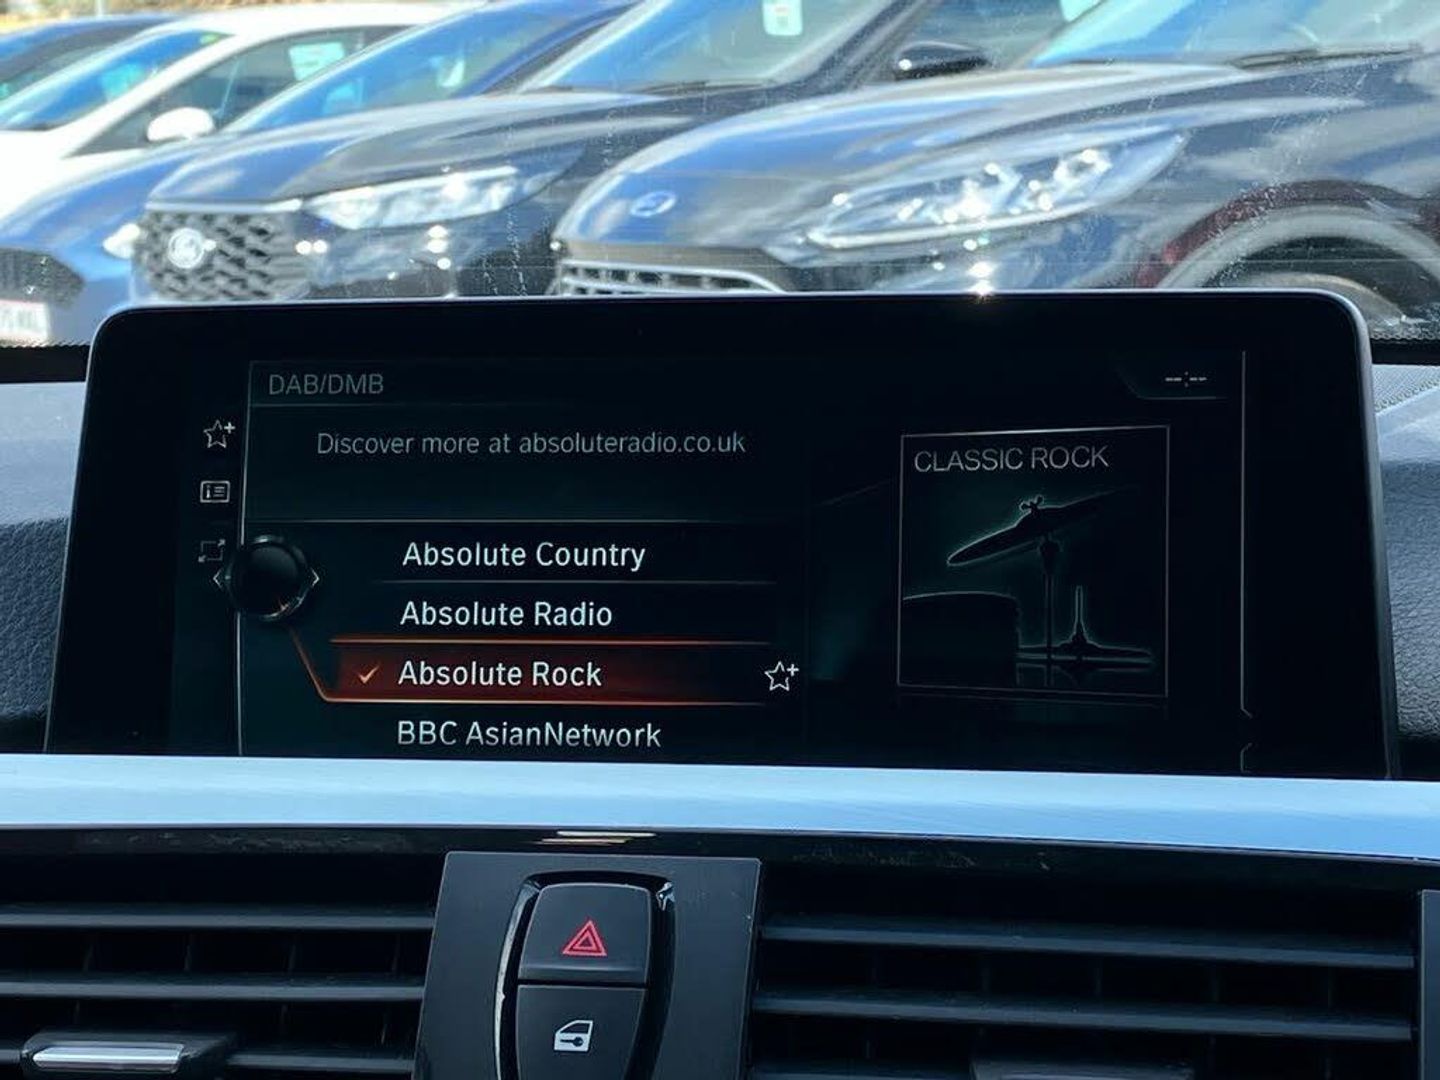 DAB/DMB
--:--
Discover more at absoluteradio.co.uk
CLASSIC ROCK
Absolute Country
Absolute Radio
Absolute Rock
BBC AsianNetwork